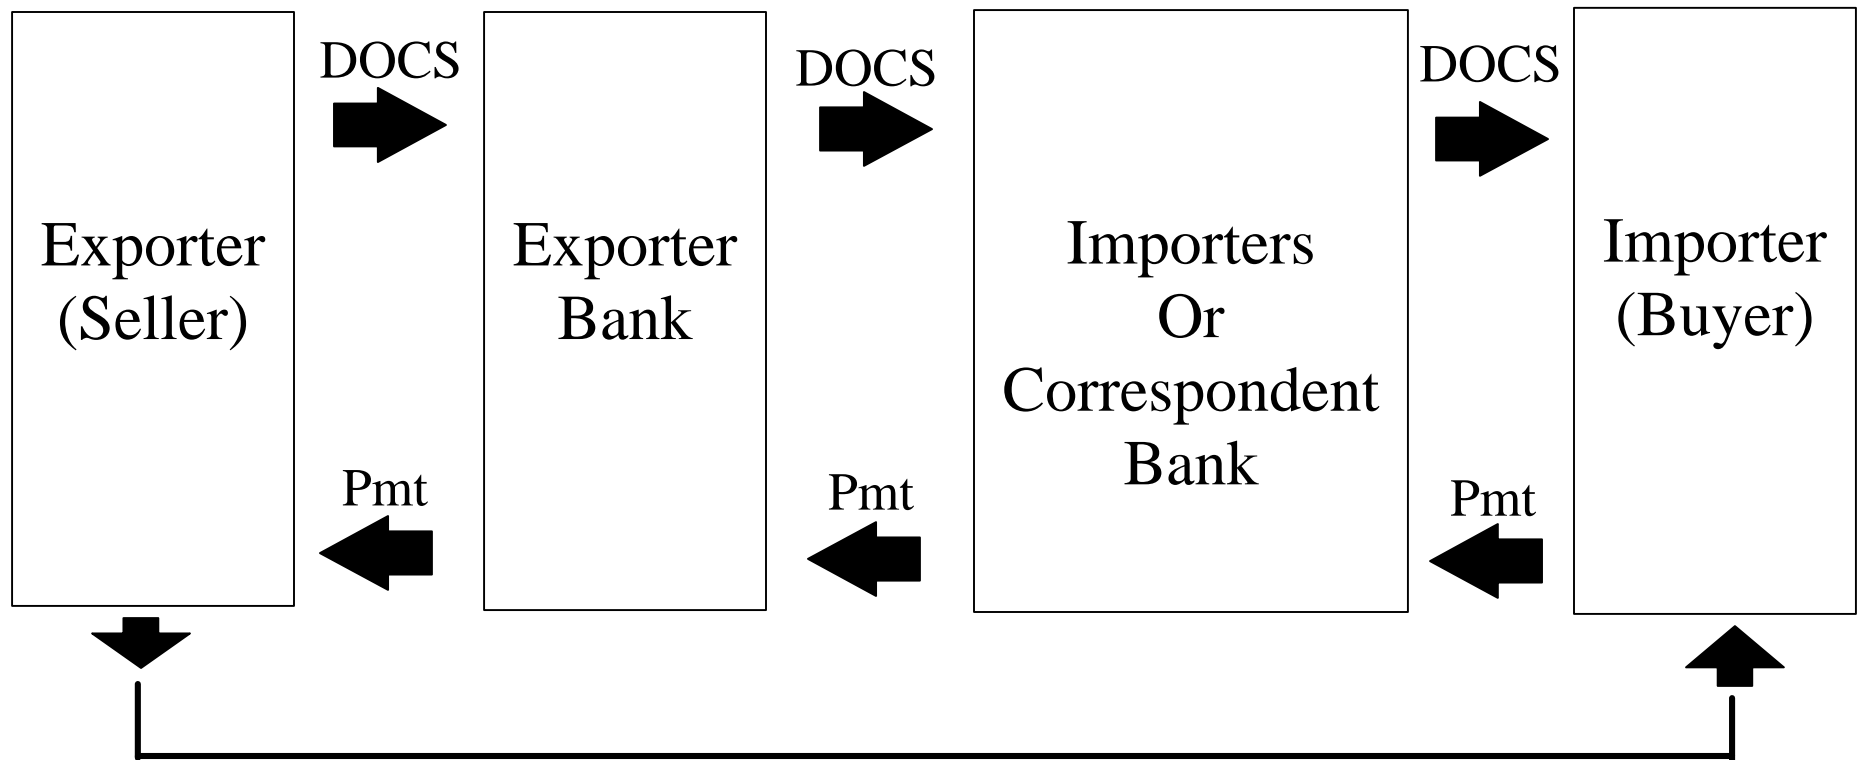 DOCS
DOCS
DOCS
Exporter
(Seller)
Exporter
Bank
Importers
Or
Correspondent
Bank
Importer
(Buyer)
Pmt
Pmt
Pmt